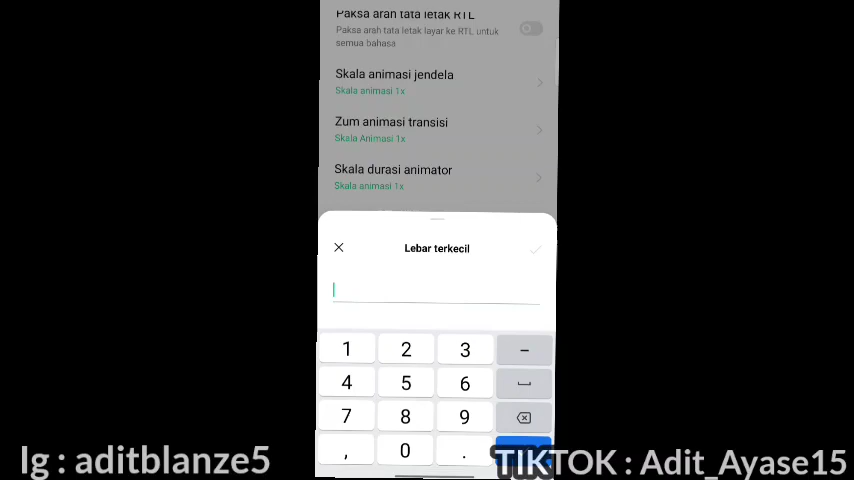 Paksa arah tata letak RTL
Paksa arah tata letak layar ke RTL untuk
semua bahasa
Skala animasi jendela
Skala animasi 1x
Zum animasi transisi
Skala Animasi 1x
Skala durasi animator
Skala animasi 1x
Lebar terkecil
1 2 3 –
4 5 6
7 8 9
, 0 .
Ig : aditblanze5
TIKTOK : Adit_Ayase15